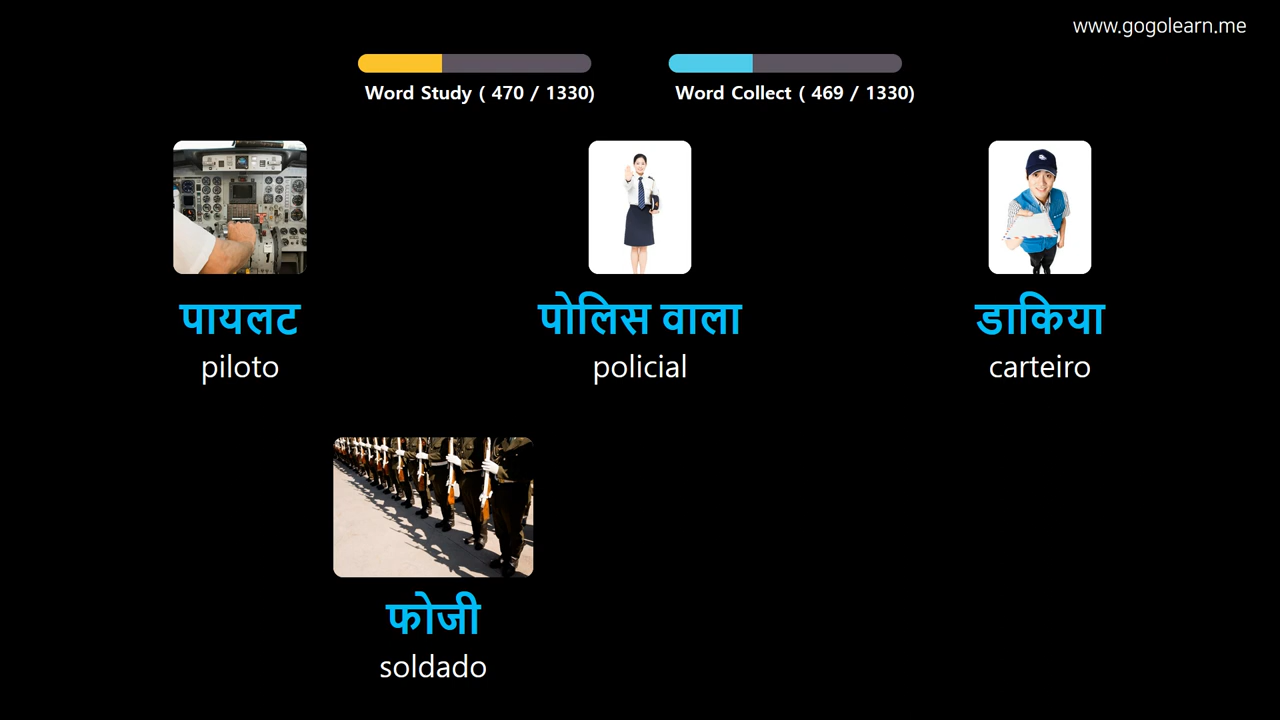 www.gogolearn.me
Word Study ( 470 / 1330)
Word Collect ( 469 / 1330)
पायलट
पोलिस वाला
डाकिया
piloto
policial
carteiro
फोजी
soldado